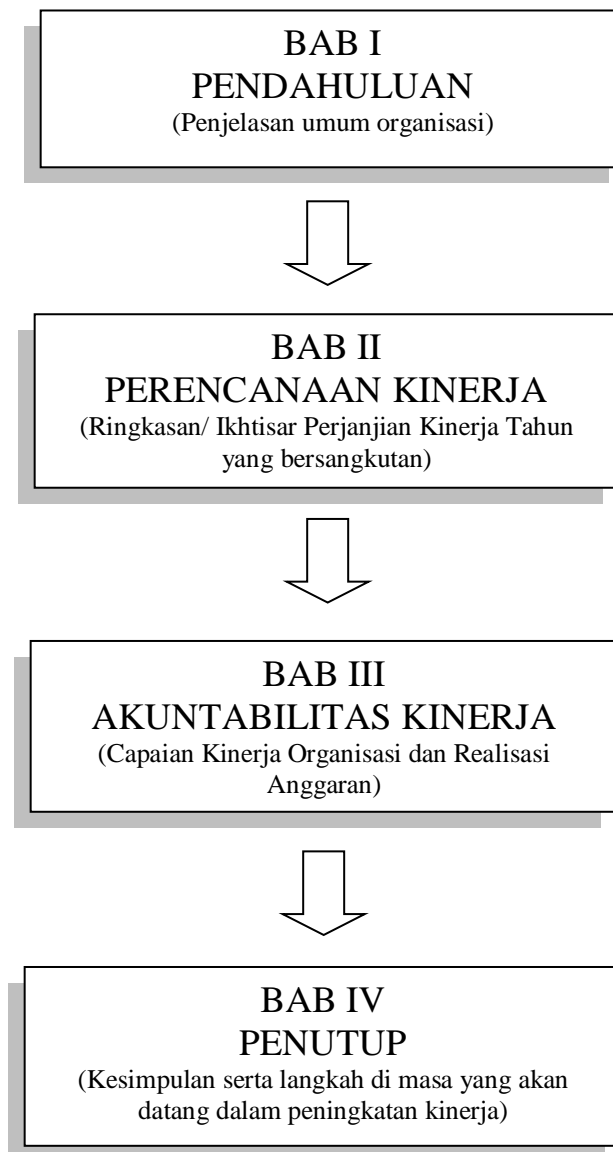 BAB I
PENDAHULUAN
(Penjelasan umum organisasi)
BAB II
PERENCANAAN KINERJA
(Ringkasan/ Ikhtisar Perjanjian Kinerja Tahun
yang bersangkutan)
BAB III
AKUNTABILITAS KINERJA
(Capaian Kinerja Organisasi dan Realisasi
Anggaran)
BAB IV
PENUTUP
(Kesimpulan serta langkah di masa yang akan
datang dalam peningkatan kinerja)